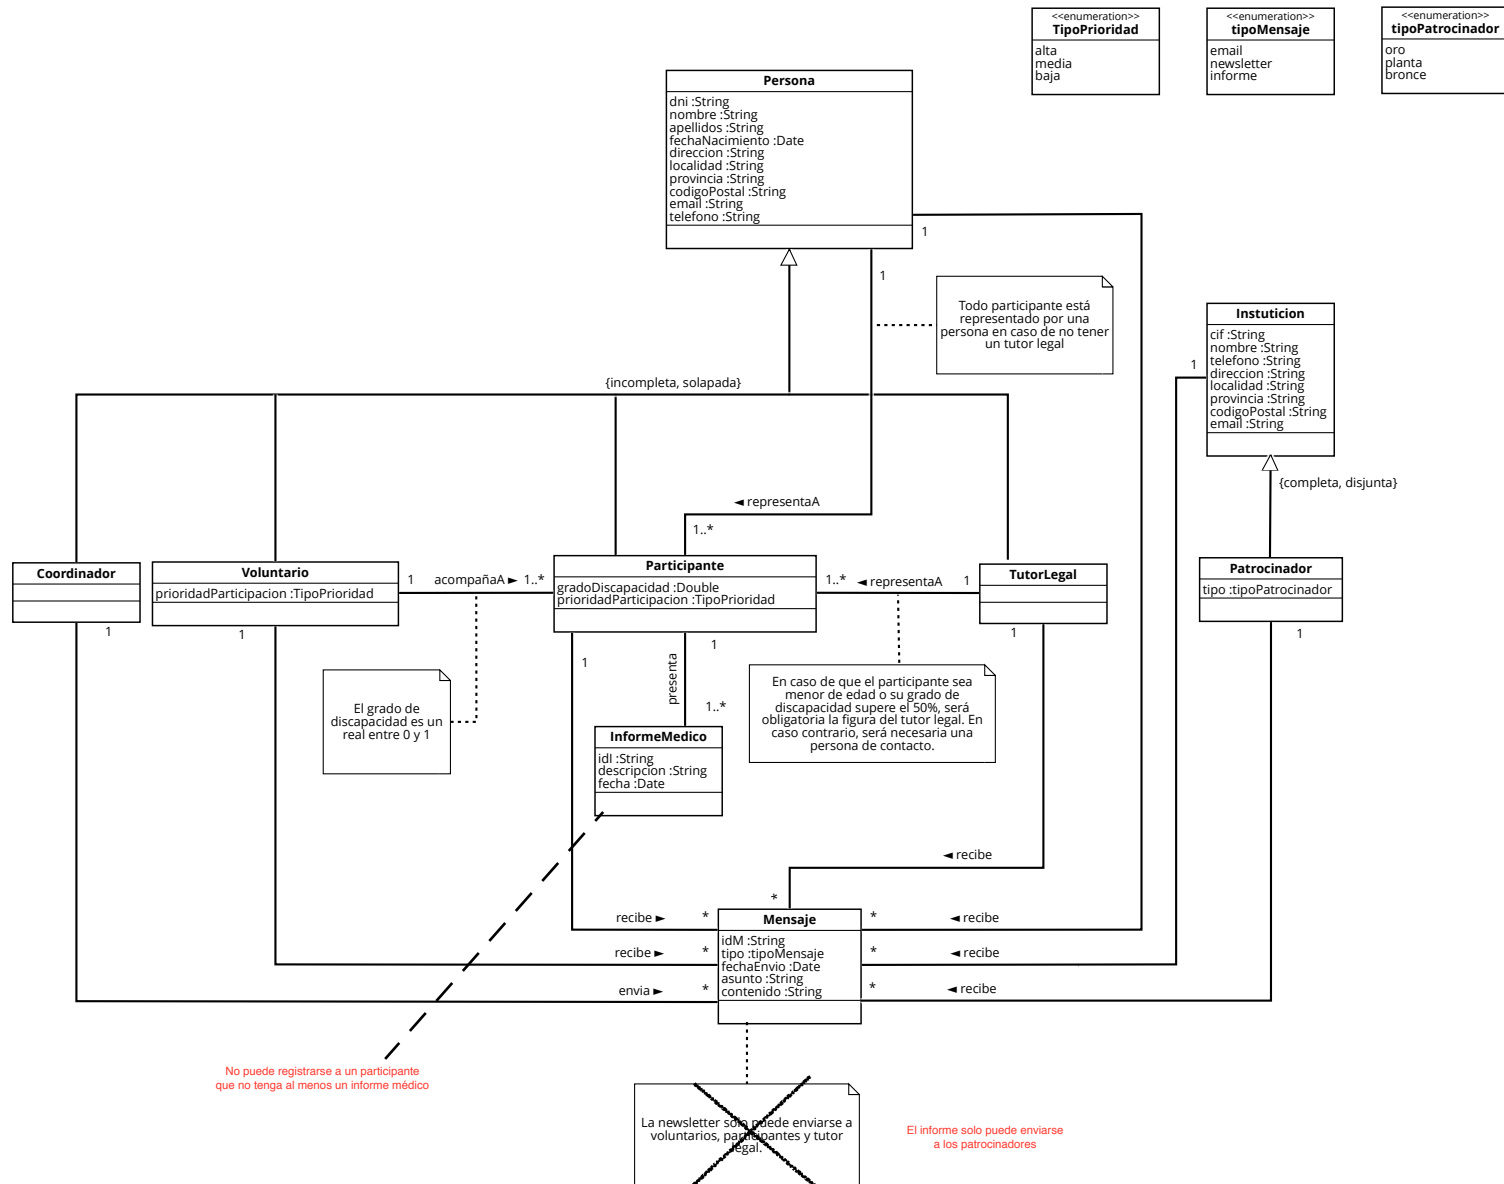 <<enumeration>>
TipoPrioridad
alta
media
baja
<<enumeration>>
tipoMensaje
email
newsletter
informe
<<enumeration>>
tipoPatrocinador
oro
planta
bronce
Persona
dni :String
nombre :String
apellidos :String
fechaNacimiento :Date
direccion :String
localidad :String
provincia :String
codigoPostal :String
email :String
telefono :String
1
1
Todo participante está
representado por una
persona en caso de no tener
un tutor legal
Instuticion
cif :String
nombre :String
telefono :String
direccion :String
localidad :String
provincia :String
codigoPostal :String
email :String
1
{incompleta, solapada}
{completa, disjunta}
◄ representaA
1..*
Coordinador
1
Voluntario
prioridadParticipacion :TipoPrioridad
1
1
acompañaA ►
1..*
Participante
gradoDiscapacidad :Double
prioridadParticipacion :TipoPrioridad
1..*
◄ representaA
1
TutorLegal
1
Patrocinador
tipo :tipoPatrocinador
1
1
1
presenta
1..*
El grado de
discapacidad es un
real entre 0 y 1
En caso de que el participante sea
menor de edad o su grado de
discapacidad supere el 50%, será
obligatoria la figura del tutor legal. En
caso contrario, será necesaria una
persona de contacto.
InformeMedico
idI :String
descripcion :String
fecha :Date
◄ recibe
*
recibe ►
*
recibe ►
*
envia ►
*
Mensaje
idM :String
tipo :tipoMensaje
fechaEnvio :Date
asunto :String
contenido :String
*
◄ recibe
*
◄ recibe
*
◄ recibe
No puede registrarse a un participante
que no tenga al menos un informe médico
La newsletter solo puede enviarse a
voluntarios, participantes y tutor
legal.
El informe solo puede enviarse
a los patrocinadores